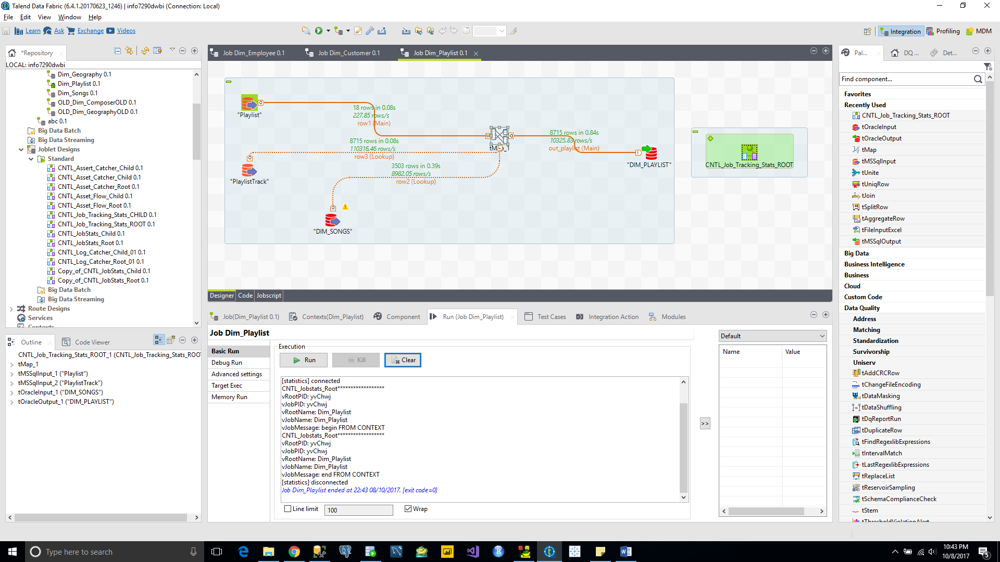 Talend Data Fabric (6.4.1.20170623_1246) | info7290dwbi (Connection: Local)
File Edit View Window Help
Learn Ask Exchange Videos
Integration Profiling MDM
*Repository
LOCAL: info7290dwbi
Dim_Geography 0.1
Dim_Playlist 0.1
Dim_Songs 0.1
OLD_Dim_ComposerOLD 0.1
OLD_Dim_GeographyOLD 0.1
abc 0.1
Big Data Batch
Big Data Streaming
Joblet Designs
Standard
CNTL_Assert_Catcher_Child 0.1
CNTL_Asset_Catcher_Child 0.1
CNTL_Asset_Catcher_Root 0.1
CNTL_Asset_Flow_Child 0.1
CNTL_Asset_Flow_Root 0.1
CNTL_Job_Tracking_Stats_CHILD 0.1
CNTL_Job_Tracking_Stats_ROOT 0.1
CNTL_JobStats_Child 0.1
CNTL_JobStats_Root 0.1
CNTL_Log_Catcher_Child_01 0.1
CNTL_Log_Catcher_Root_01 0.1
Copy_of_CNTL_JobStats_Child 0.1
Copy_of_CNTL_JobStats_Root 0.1
Big Data Batch
Big Data Streaming
Route Designs
Services
Contexts
Outline Code Viewer
CNTL_Job_Tracking_Stats_ROOT_1 (CNTL_Job_Tracking_Stats_ROO
tMap_1
tMSSqlInput_1 ("Playlist")
tMSSqlInput_2 ("PlaylistTrack")
tOracleInput_1 ("DIM_SONGS")
tOracleOutput_1 ("DIM_PLAYLIST")
Job Dim_Employee 0.1 Job Dim_Customer 0.1 Job Dim_Playlist 0.1
"Playlist"
18 rows in 0.08s
227.85 rows/s
row1 (Main)
8715 rows in 0.08s
110316.46 rows/s
row3 (Lookup)
"PlaylistTrack"
3503 rows in 0.39s
8982.05 rows/s
row2 (Lookup)
"DIM_SONGS"
tMap_1
8715 rows in 0.84s
10325.83 rows/s
out_playlist (Main)
"DIM_PLAYLIST"
CNTL_Job_Tracking_Stats_ROOT
Designer Code Jobscript
Job(Dim_Playlist 0.1) Contexts(Dim_Playlist) Component Run (Job Dim_Playlist) Test Cases Integration Action Modules
Job Dim_Playlist
Basic Run
Debug Run
Advanced settings
Target Exec
Memory Run
Execution
Run Kill Clear
[statistics] connected
CNTL_Jobstats_Root******************
vRootPID: yvChwj
vJobPID: yvChwj
vRootName: Dim_Playlist
vJobName: Dim_Playlist
vJobMessage: begin FROM CONTEXT
CNTL_Jobstats_Root******************
vRootPID: yvChwj
vJobPID: yvChwj
vRootName: Dim_Playlist
vJobName: Dim_Playlist
vJobMessage: end FROM CONTEXT
[statistics] disconnected
Job Dim_Playlist ended at 22:43 08/10/2017. [exit code=0]
Line limit 100 Wrap
>>
Default
Name Value
Pal... DQ ... Det...
Find component...
Favorites
Recently Used
CNTL_Job_Tracking_Stats_ROOT
tOracleInput
tOracleOutput
tMap
tMSSqlInput
tUnite
tUniqRow
tJoin
tSplitRow
tAggregateRow
tFileInputExcel
tMSSqlOutput
Big Data
Business Intelligence
Business
Cloud
Custom Code
Data Quality
Address
Matching
Standardization
Survivorship
Uniserv
tAddCRCRow
tChangeFileEncoding
tDataMasking
tDataShuffling
tDqReportRun
tDuplicateRow
tFindRegexlibExpressions
tIntervalMatch
tLastRegexlibExpressions
tReplaceList
tReservoirSampling
tSchemaComplianceCheck
tStem
tThresholdViolationAlert
Type here to search
10:43 PM
10/8/2017
5